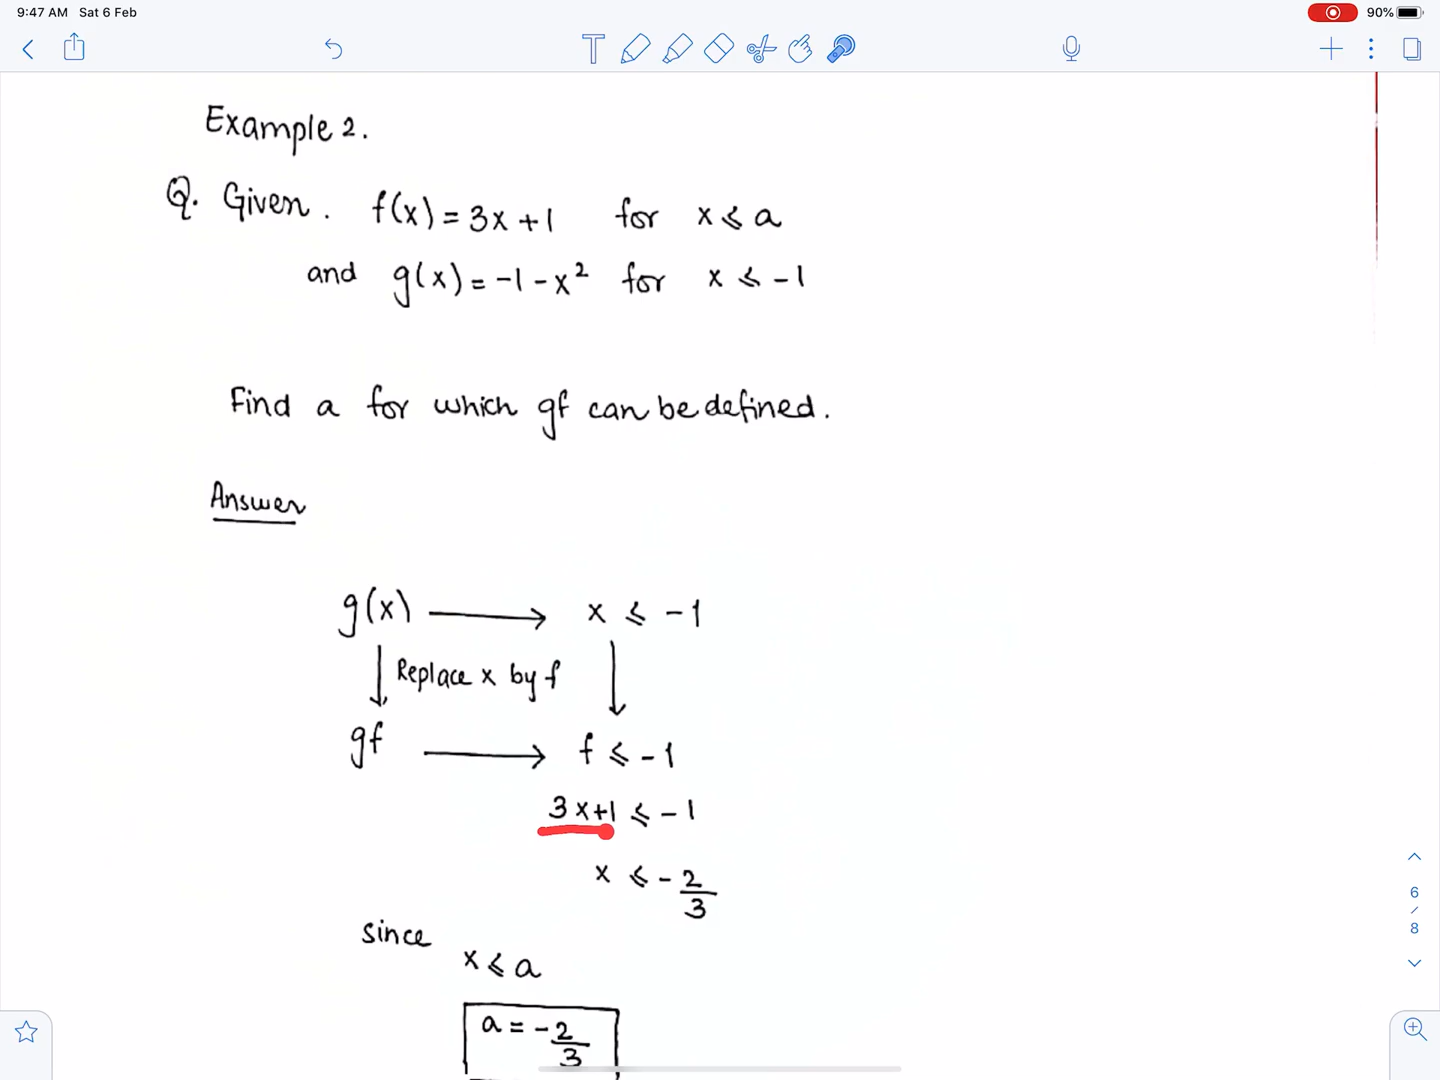 9:47 AM Sat 6 Feb
90%
Example 2.
Q. Given. f(x) = 3x + 1 for x ⩽ a
and g(x) = -1 - x² for x ⩽ -1
Find a for which gf can be defined.
Answer
g(x) → x ⩽ -1
↓ Replace x by f ↓
gf → f ⩽ -1
3x+1 ⩽ -1
x ⩽ -2/3
since
x ⩽ a
a = -2/3
6
/
8